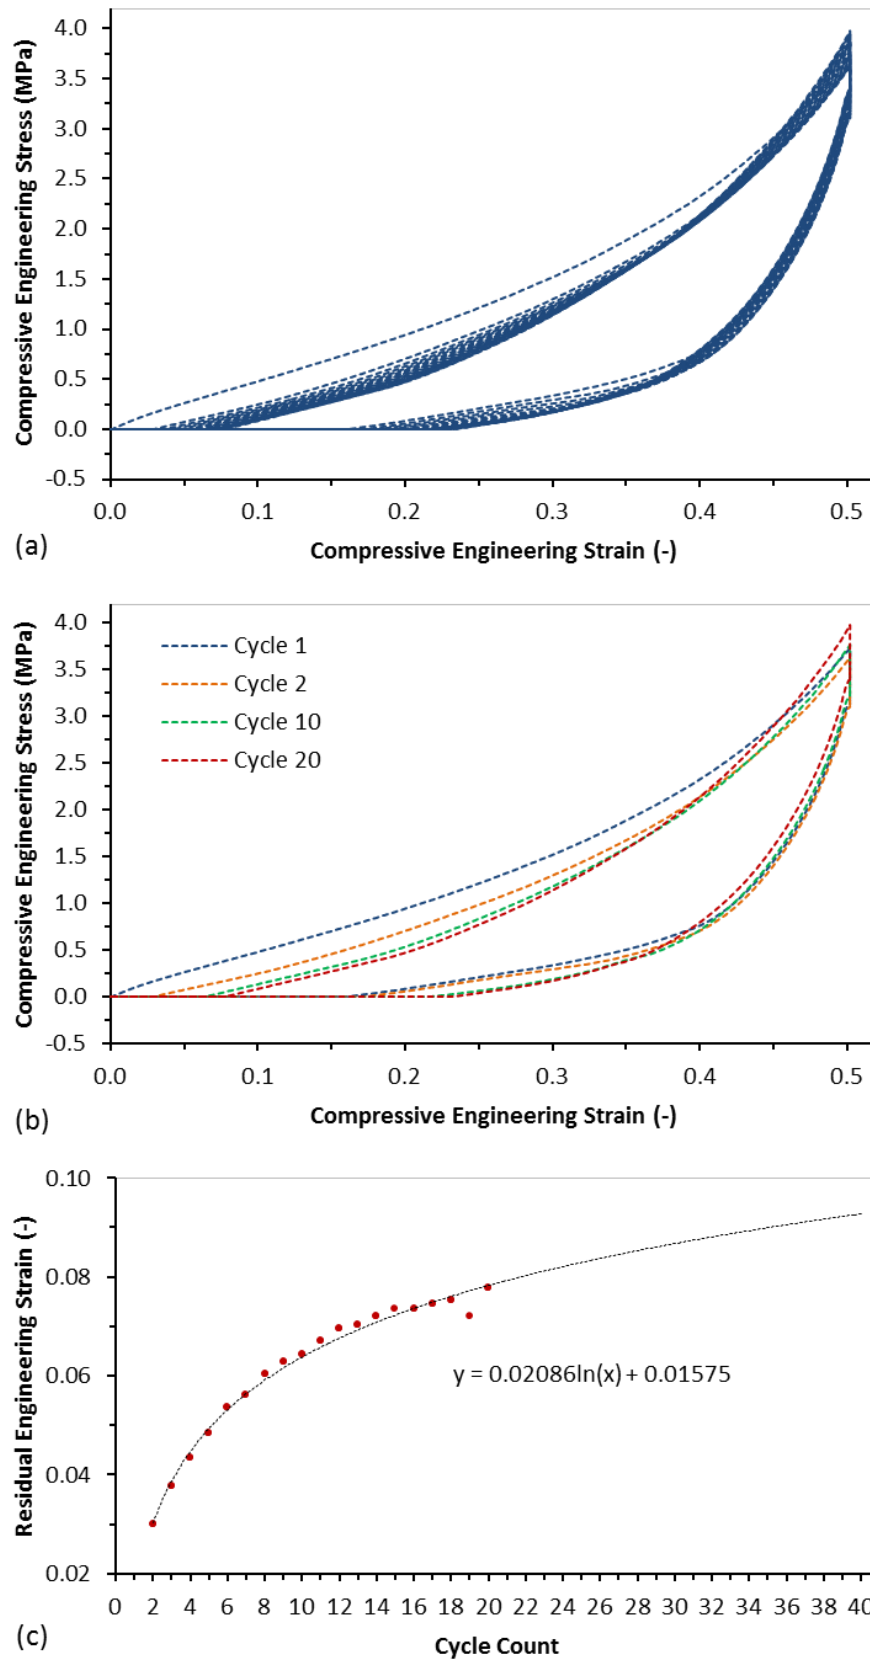 4.0
3.5
3.0
2.5
2.0
1.5
1.0
0.5
0.0
-0.5
Compressive Engineering Stress (MPa)
0.0 0.1 0.2 0.3 0.4 0.5
(a)
Compressive Engineering Strain (-)
4.0
3.5
3.0
2.5
2.0
1.5
1.0
0.5
0.0
-0.5
Compressive Engineering Stress (MPa)
Cycle 1
Cycle 2
Cycle 10
Cycle 20
0.0 0.1 0.2 0.3 0.4 0.5
(b)
Compressive Engineering Strain (-)
0.10
0.08
0.06
0.04
0.02
Residual Engineering Strain (-)
y = 0.02086ln(x) + 0.01575
0 2 4 6 8 10 12 14 16 18 20 22 24 26 28 30 32 34 36 38 40
(c)
Cycle Count